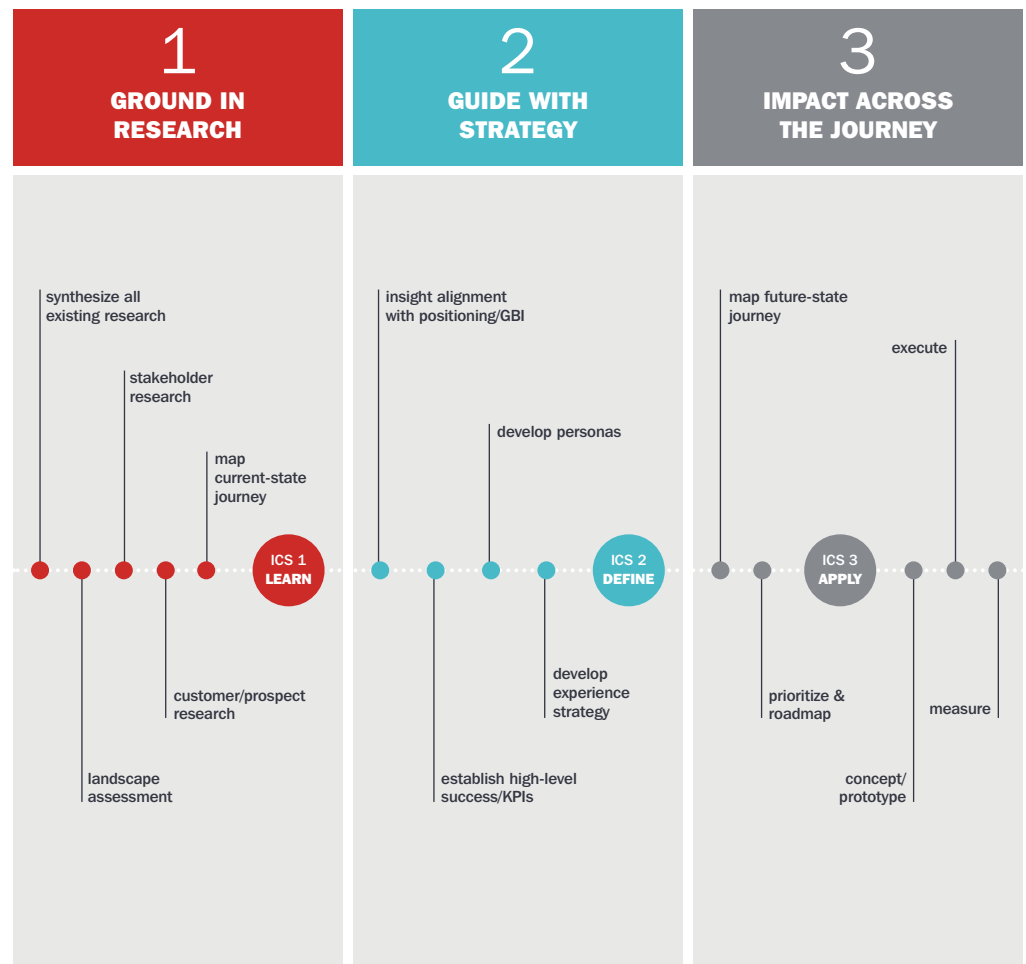 1
GROUND IN
RESEARCH
synthesize all
existing research
stakeholder
research
map
current-state
journey
ICS 1
LEARN
customer/prospect
research
landscape
assessment
2
GUIDE WITH
STRATEGY
insight alignment
with positioning/GBI
develop personas
ICS 2
DEFINE
develop
experience
strategy
establish high-level
success/KPIs
3
IMPACT ACROSS
THE JOURNEY
map future-state
journey
execute
ICS 3
APPLY
prioritize &
roadmap
measure
concept/
prototype